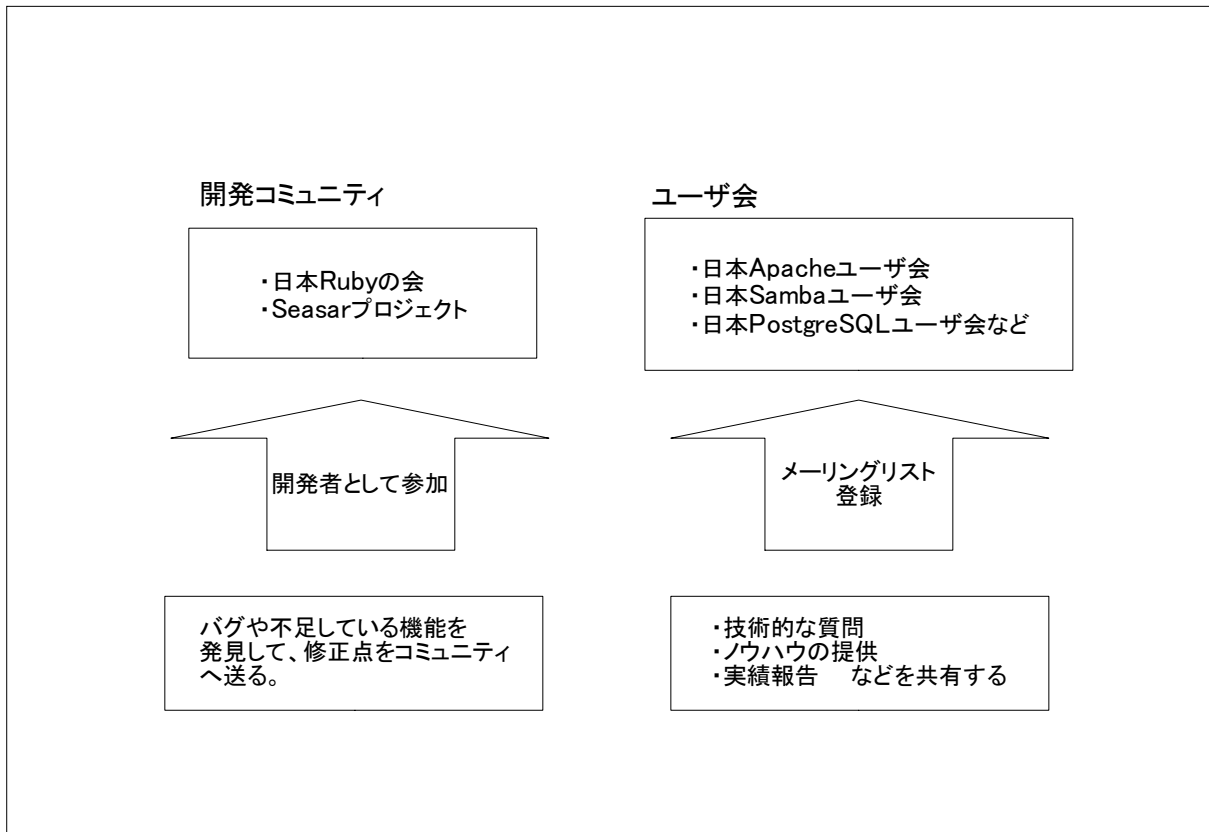 開発コミュニティ
・日本Rubyの会
・Seasarプロジェクト
開発者として参加
バグや不足している機能を
発見して、修正点をコミュニティ
へ送る。
ユーザ会
・日本Apacheユーザ会
・日本Sambaユーザ会
・日本PostgreSQLユーザ会など
メーリングリスト
登録
・技術的な質問
・ノウハウの提供
・実績報告　などを共有する